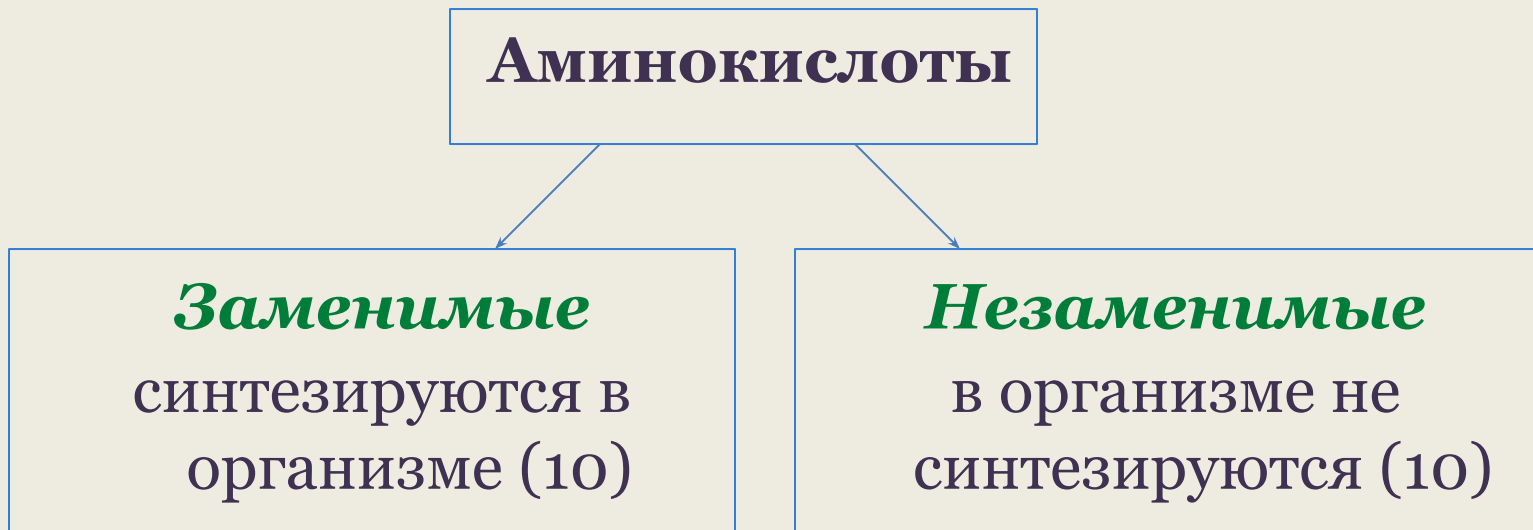 Аминокислоты
Заменимые
синтезируются в
организме (10)
Незаменимые
в организме не
синтезируются (10)